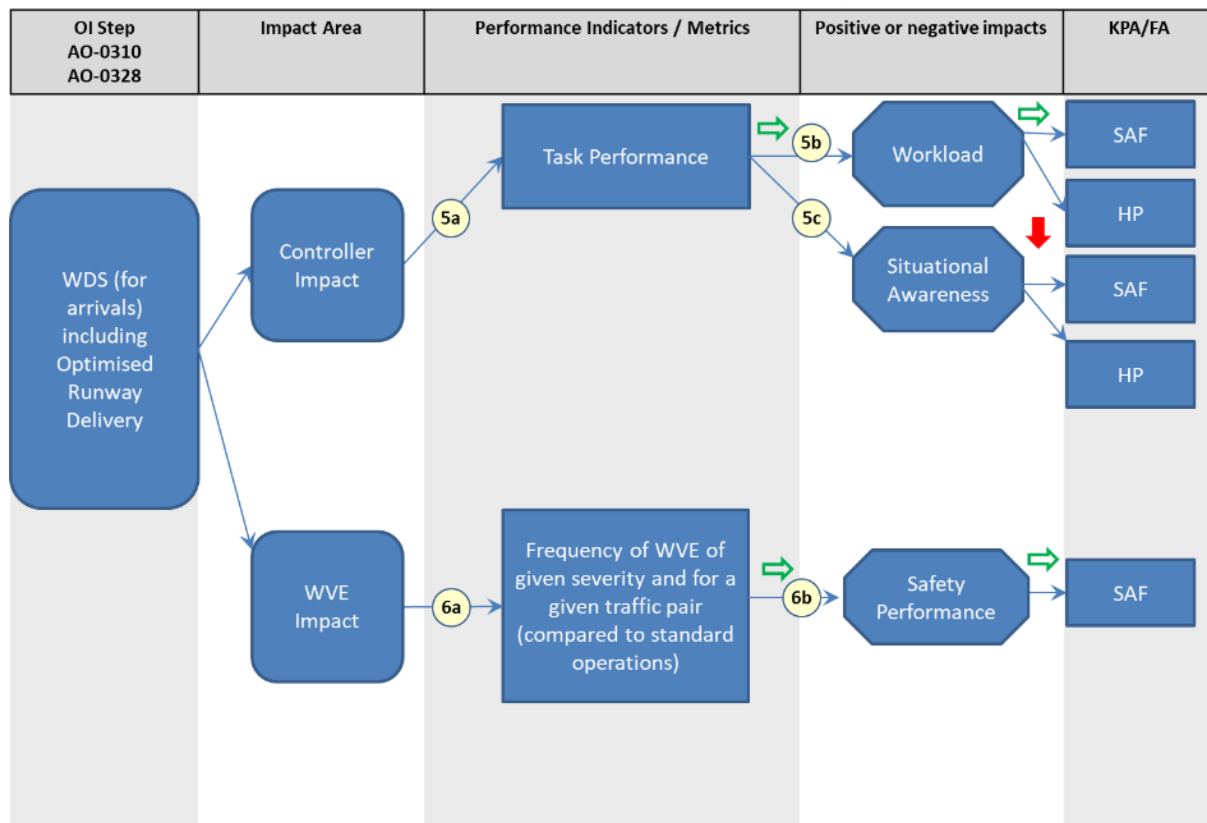 OI Step
AO-0310
AO-0328
Impact Area
Performance Indicators / Metrics
Positive or negative impacts
KPA/FA
WDS (for
arrivals)
including
Optimised
Runway
Delivery
Controller
Impact
5a
Task Performance
5b
Workload
SAF
HP
5c
Situational
Awareness
SAF
HP
WVE
Impact
6a
Frequency of WVE of
given severity and for a
given traffic pair
(compared to standard
operations)
6b
Safety
Performance
SAF